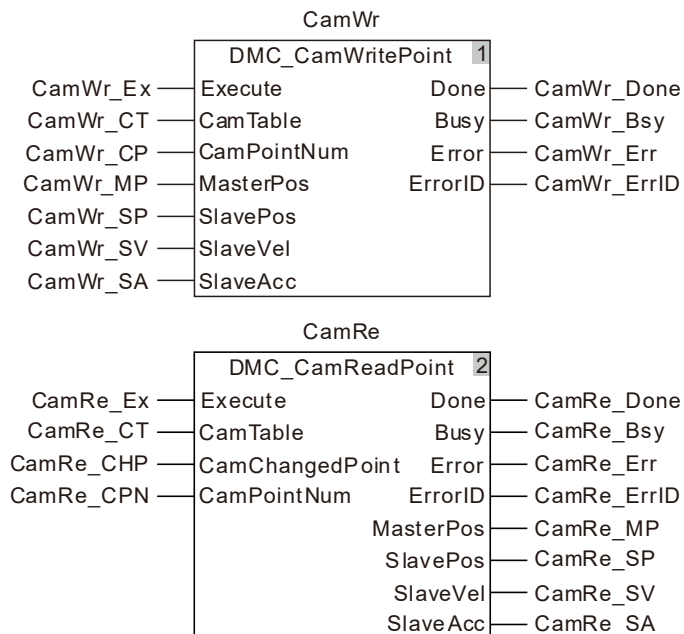 CamWr
DMC_CamWritePoint 1
CamWr_Ex Execute Done CamWr_Done
CamWr_CT CamTable Busy CamWr_Bsy
CamWr_CP CamPointNum Error CamWr_Err
CamWr_MP MasterPos ErrorID CamWr_ErrID
CamWr_SP SlavePos
CamWr_SV SlaveVel
CamWr_SA SlaveAcc
CamRe
DMC_CamReadPoint 2
CamRe_Ex Execute Done CamRe_Done
CamRe_CT CamTable Busy CamRe_Bsy
CamRe_CHP CamChangedPoint Error CamRe_Err
CamRe_CPN CamPointNum ErrorID CamRe_ErrID
MasterPos CamRe_MP
SlavePos CamRe_SP
SlaveVel CamRe_SV
SlaveAcc CamRe_SA